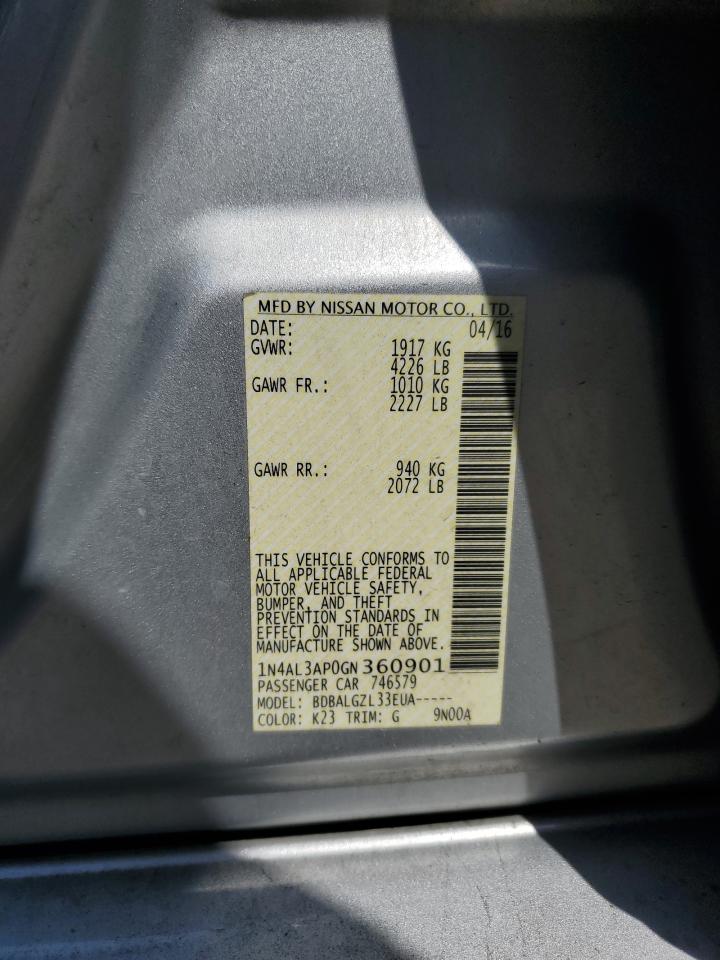 MFD BY NISSAN MOTOR CO., LTD.
DATE: 04/16
GVWR: 1917 KG
4226 LB
GAWR FR.: 1010 KG
2227 LB
GAWR RR.: 940 KG
2072 LB
THIS VEHICLE CONFORMS TO
ALL APPLICABLE FEDERAL
MOTOR VEHICLE SAFETY,
BUMPER, AND THEFT
PREVENTION STANDARDS IN
EFFECT ON THE DATE OF
MANUFACTURE SHOWN ABOVE.
1N4AL3AP0GN360901
PASSENGER CAR 746579
MODEL: BDBALGZL33EUA-----
COLOR: K23 TRIM: G 9N00A